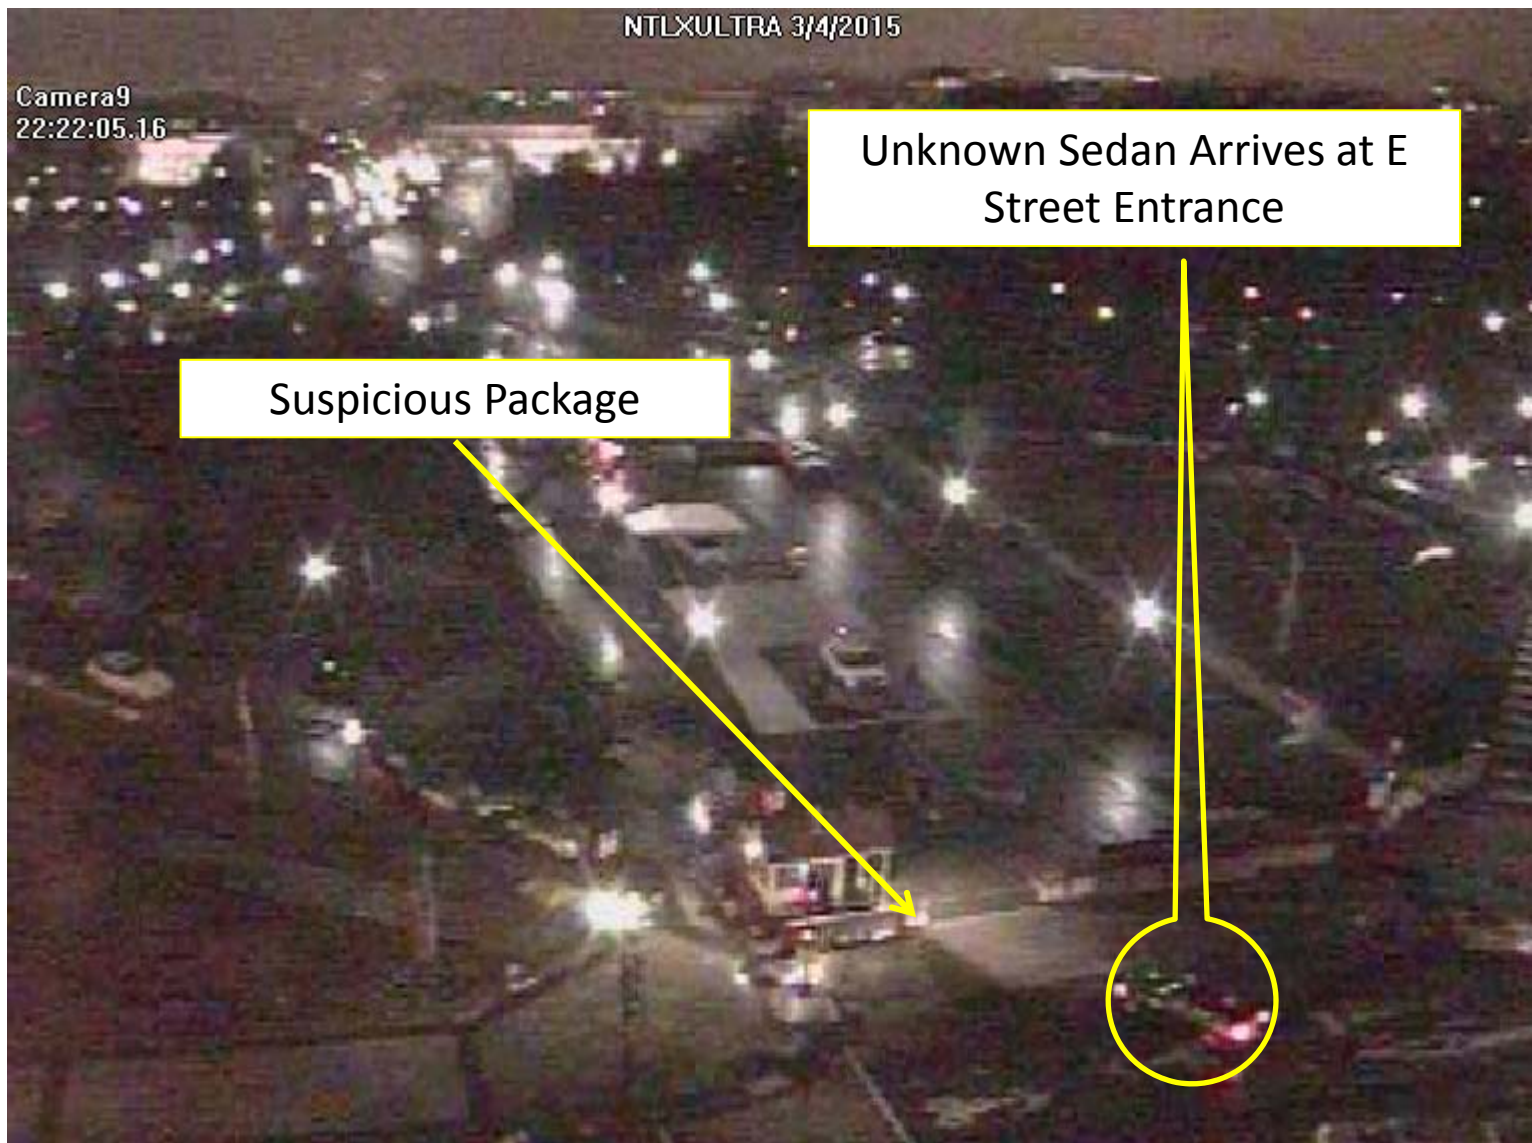 NTLXULTRA 3/4/2015
Camera9
22:22:05.16
Unknown Sedan Arrives at E
Street Entrance
Suspicious Package